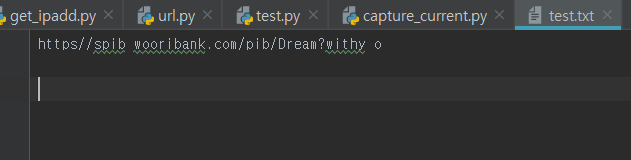 get_ipadd.py × url.py × test.py × capture_current.py × test.txt ×
https//spib wooribank.com/pib/Dream?withy o